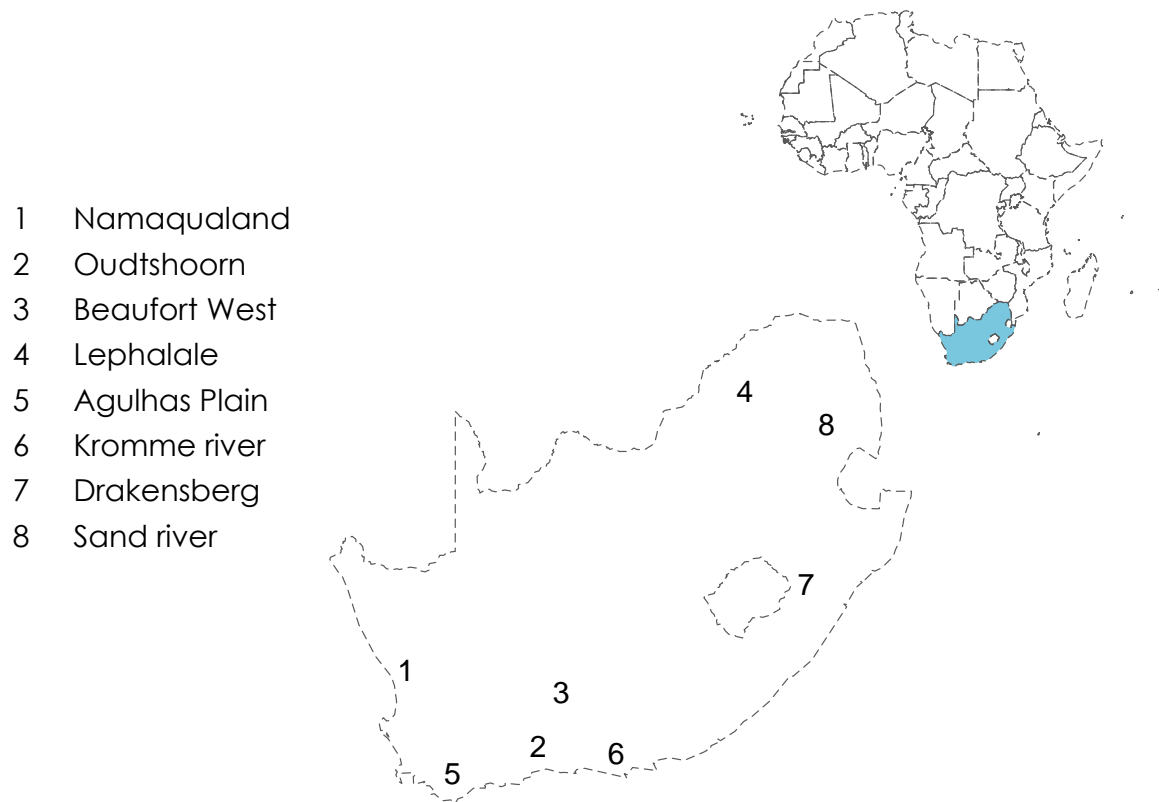 1 Namaqualand
2 Oudtshoorn
3 Beaufort West
4 Lephalale
5 Agulhas Plain
6 Kromme river
7 Drakensberg
8 Sand river
4
8
7
1
3
2
6
5